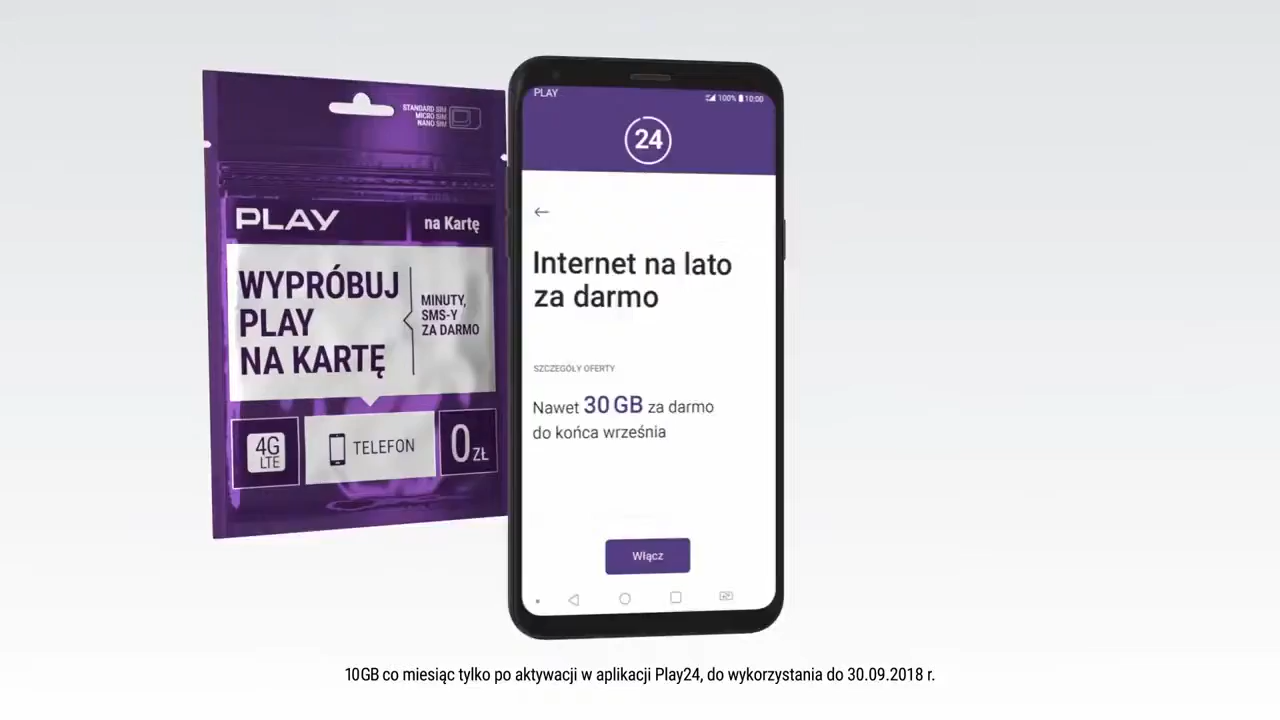 STANDARD SIM
MICRO SIM
NANO SIM
PLAY
na Kartę
WYPRÓBUJ
PLAY
NA KARTĘ
MINUTY,
SMS-Y
ZA DARMO
4G
LTE
TELEFON
0 ZŁ
PLAY
100% 10:00
24
Internet na lato
za darmo
SZCZEGÓŁY OFERTY
Nawet 30 GB za darmo
do końca września
Włącz
10GB co miesiąc tylko po aktywacji w aplikacji Play24, do wykorzystania do 30.09.2018 r.